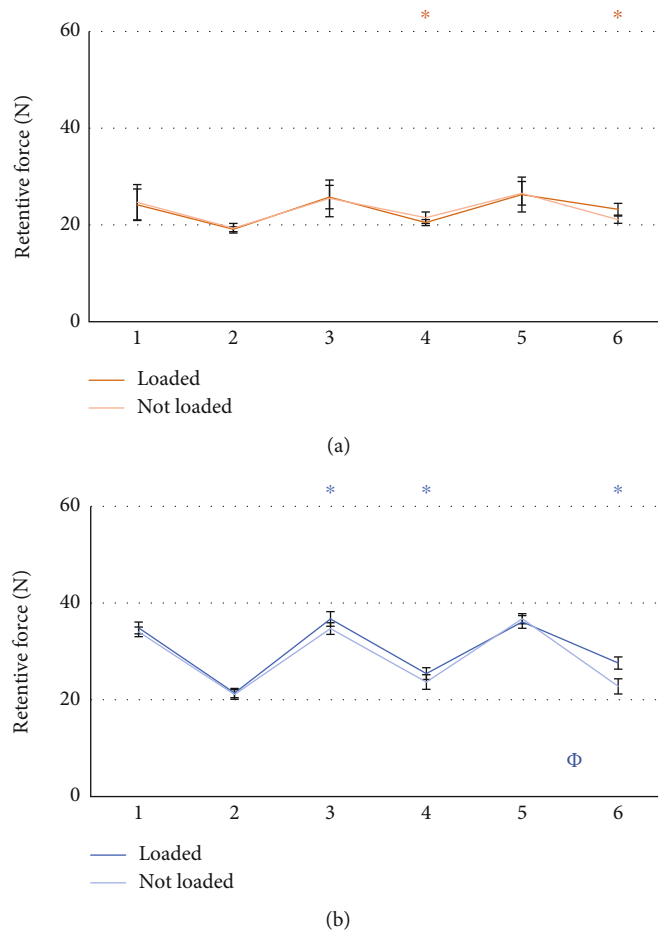 * *
60
40
20
0
Retentive force (N)
1 2 3 4 5 6
Loaded
Not loaded
(a)
* * *
60
40
20
0
Retentive force (N)
Φ
1 2 3 4 5 6
Loaded
Not loaded
(b)